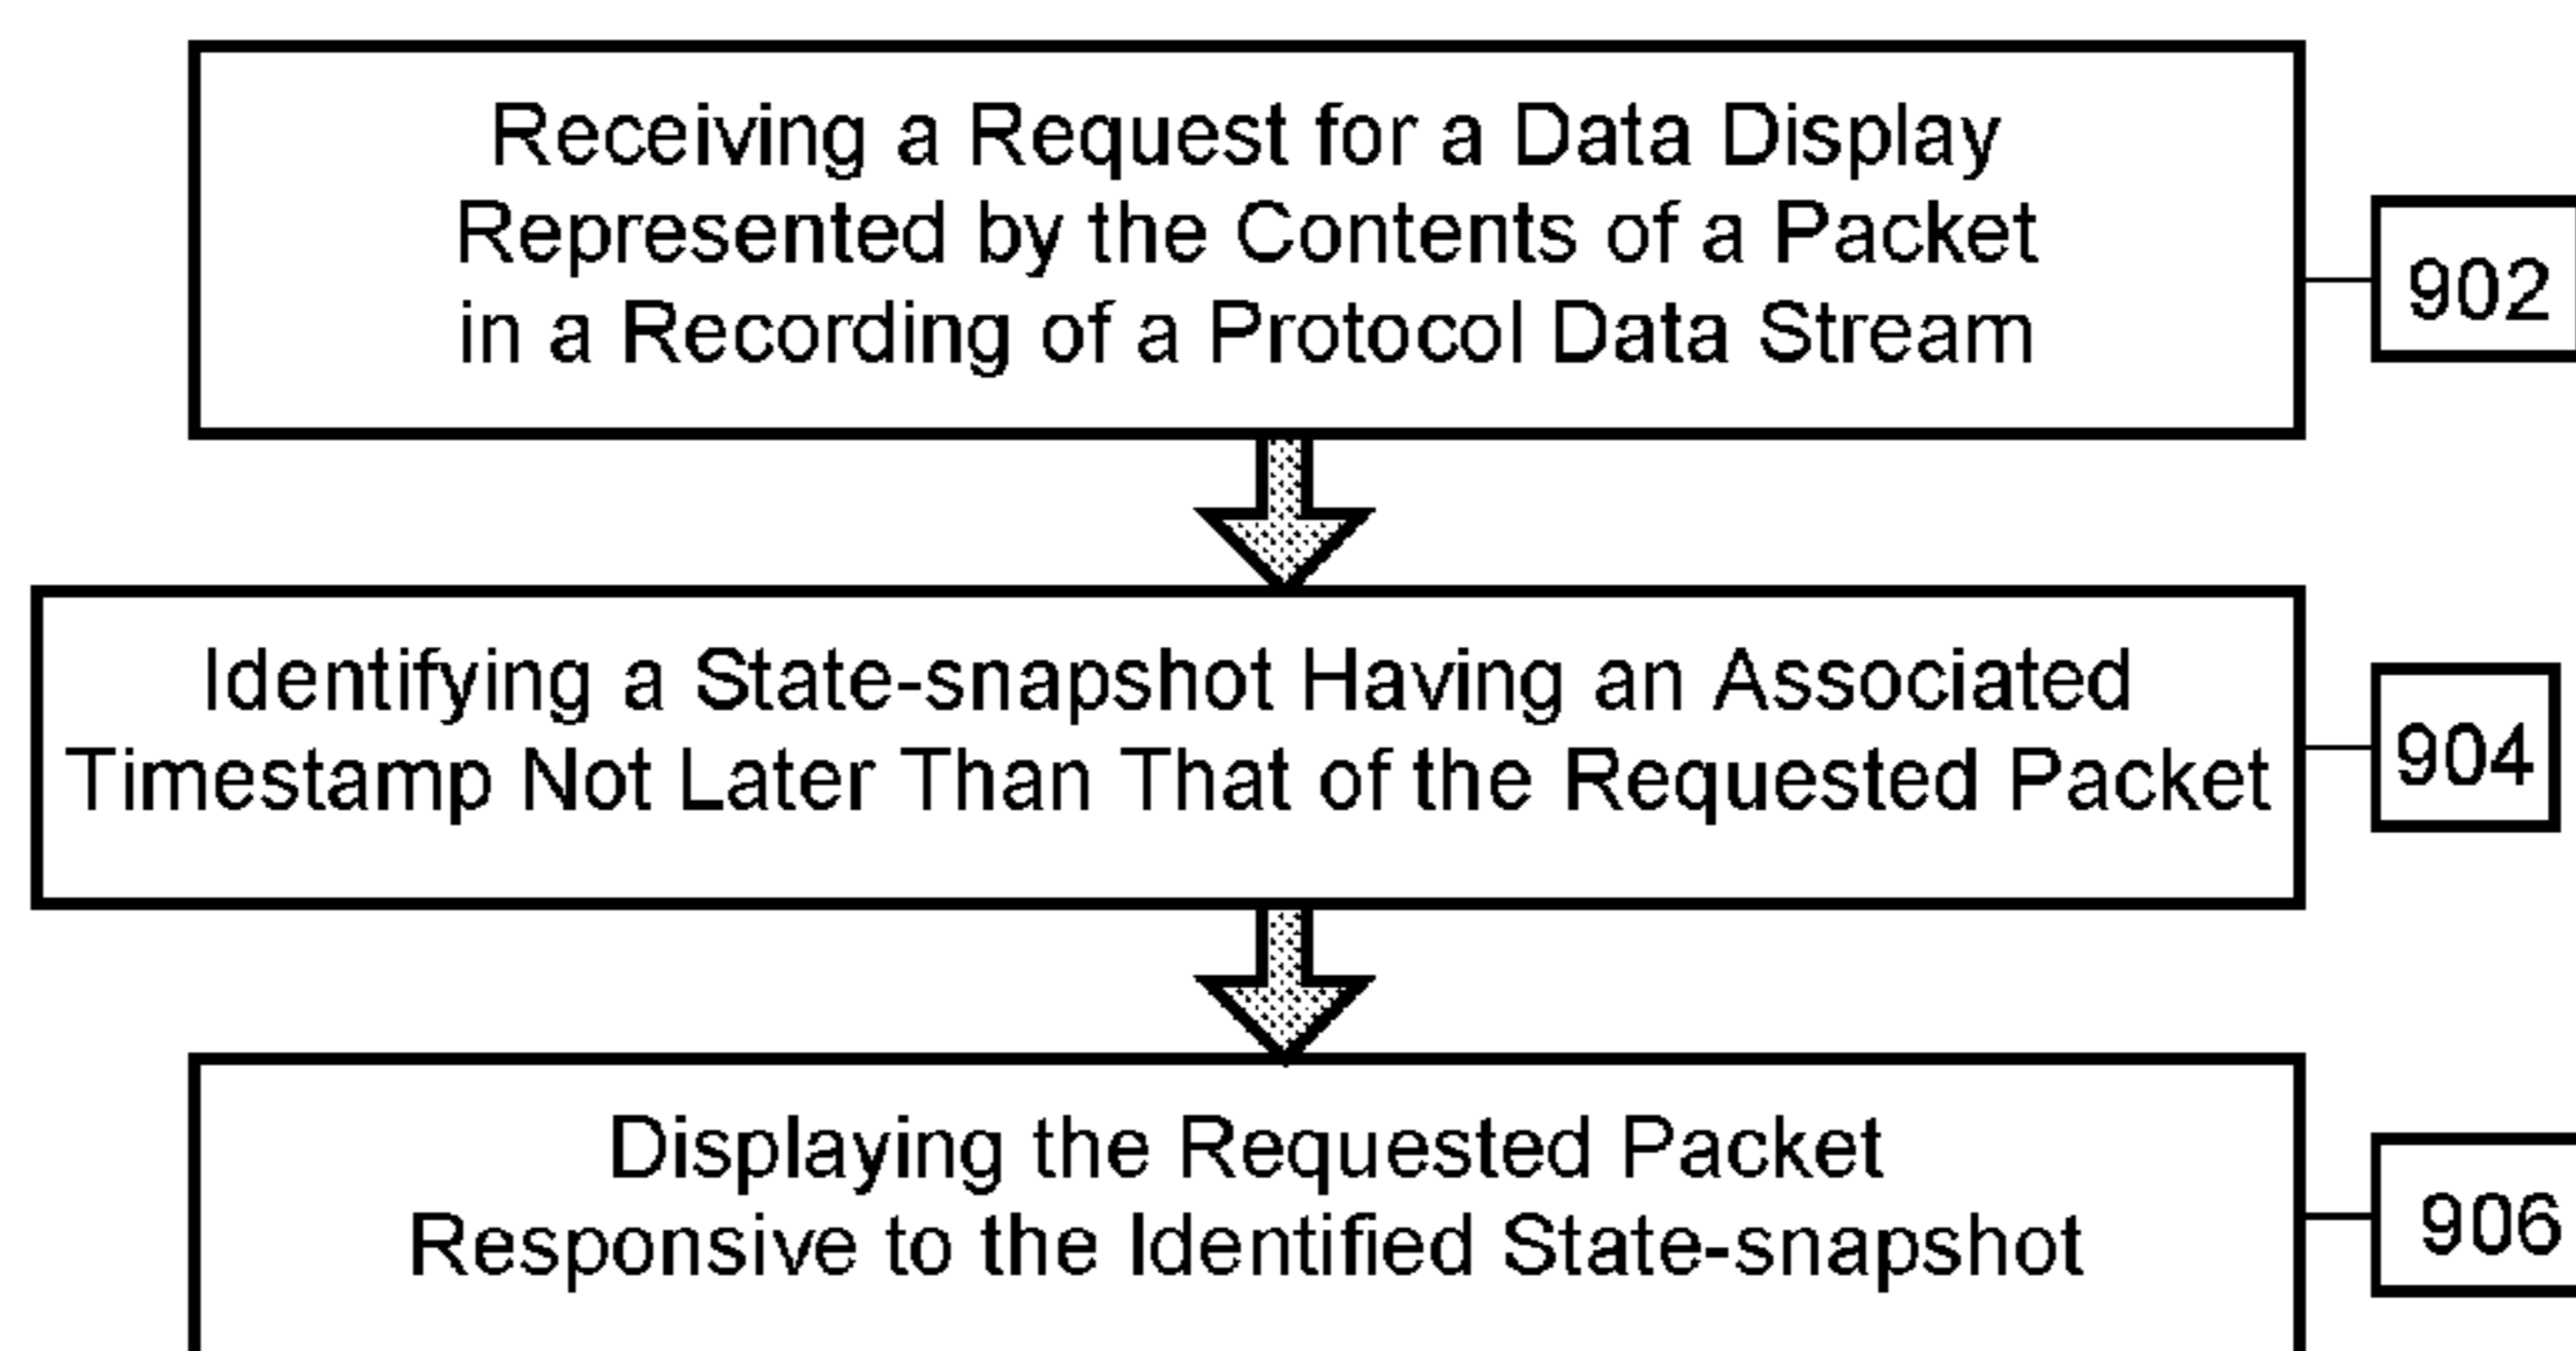 Receiving a Request for a Data Display
Represented by the Contents of a Packet
in a Recording of a Protocol Data Stream
902
Identifying a State-snapshot Having an Associated
Timestamp Not Later Than That of the Requested Packet
904
Displaying the Requested Packet
Responsive to the Identified State-snapshot
906